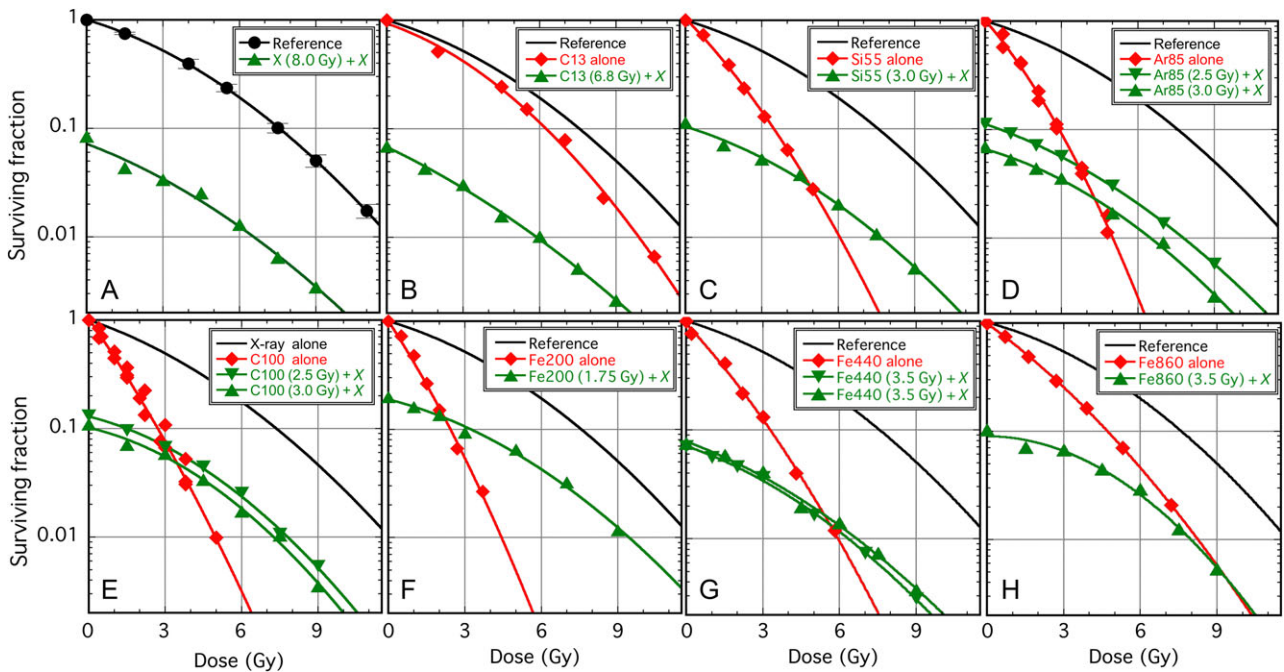 Surviving fraction
1
0.1
0.01
Reference
X (8.0 Gy) + X
A
Reference
C13 alone
C13 (6.8 Gy) + X
B
Reference
Si55 alone
Si55 (3.0 Gy) + X
C
Reference
Ar85 alone
Ar85 (2.5 Gy) + X
Ar85 (3.0 Gy) + X
D
Surviving fraction
1
0.1
0.01
X-ray alone
C100 alone
C100 (2.5 Gy) + X
C100 (3.0 Gy) + X
E
Reference
Fe200 alone
Fe200 (1.75 Gy) + X
F
Reference
Fe440 alone
Fe440 (3.5 Gy) + X
Fe440 (3.5 Gy) + X
G
Reference
Fe860 alone
Fe860 (3.5 Gy) + X
H
0 3 6 9 0 3 6 9 0 3 6 9 0 3 6 9
Dose (Gy) Dose (Gy) Dose (Gy) Dose (Gy)